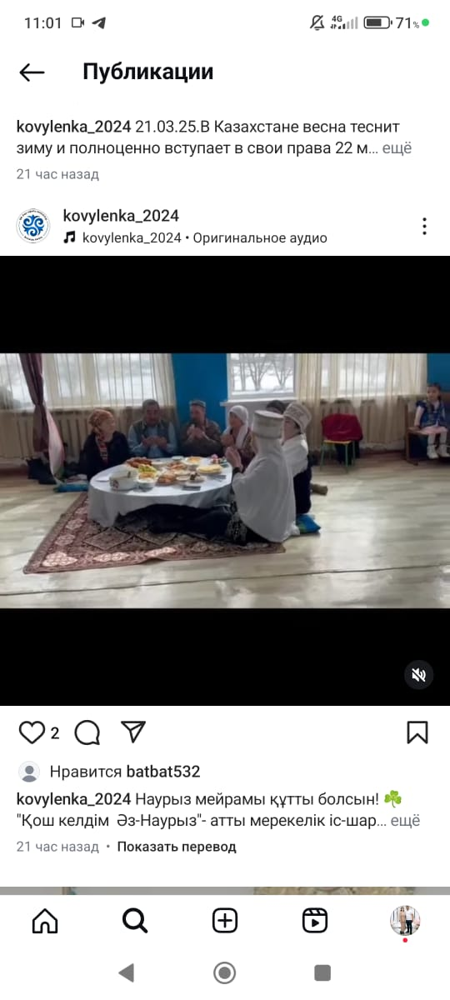 11:01
4G
71%
Публикации
kovylenka_2024 21.03.25.В Казахстане весна теснит
зиму и полноценно вступает в свои права 22 м... ещё
21 час назад
kovylenka_2024
kovylenka_2024 • Оригинальное аудио
2
Нравится batbat532
kovylenka_2024 Наурыз мейрамы құтты болсын! ☘️
"Қош келдім Әз-Наурыз"- атты мерекелік іс-шар... ещё
21 час назад • Показать перевод